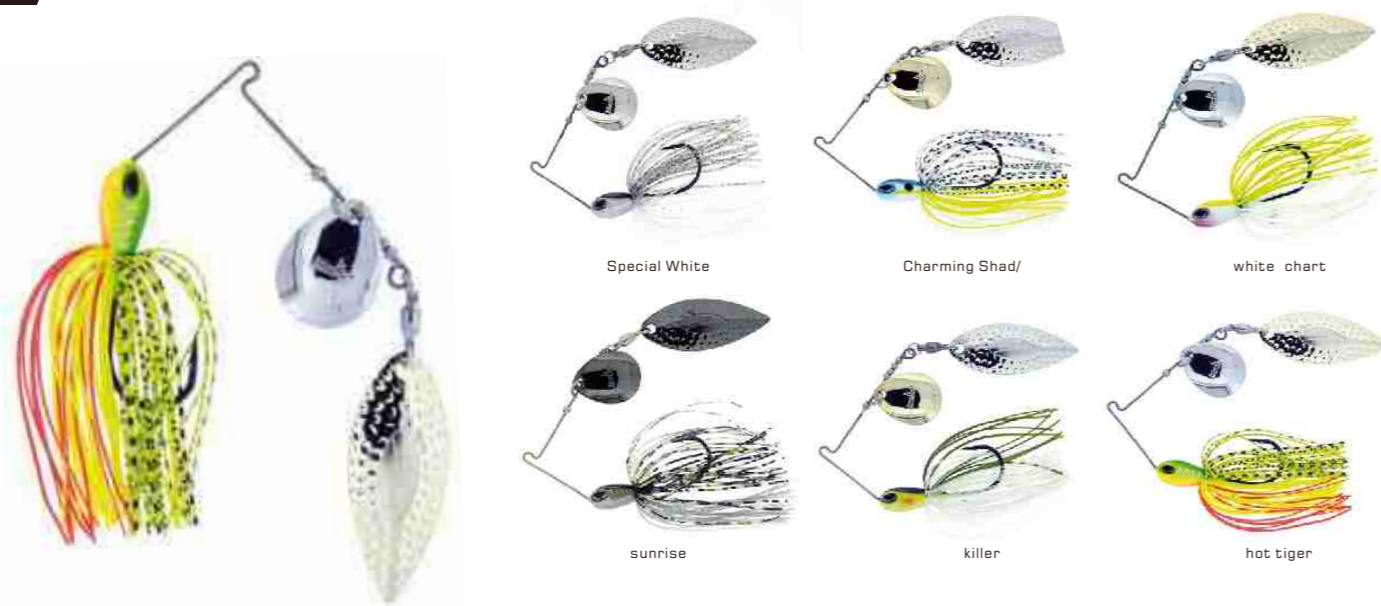 Special White
Charming Shad/
white chart
sunrise
killer
hot tiger